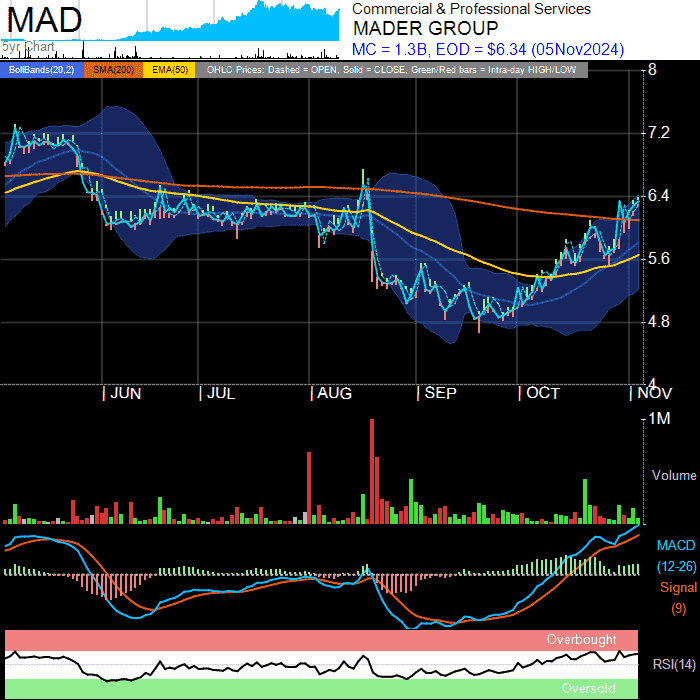 MAD
5yr Chart
Commercial & Professional Services
MADER GROUP
MC = 1.3B, EOD = $6.34 (05Nov2024)
BollBands(20,2) SMA(200) EMA(50) OHLC Prices: Dashed = OPEN, Solid = CLOSE, Green/Red bars = Intra-day HIGH/LOW
8
7.2
6.4
5.6
4.8
4
| JUN | JUL | AUG | SEP | OCT | NOV
1M
Volume
MACD
(12-26)
Signal
(9)
Overbought
RSI(14)
Oversold